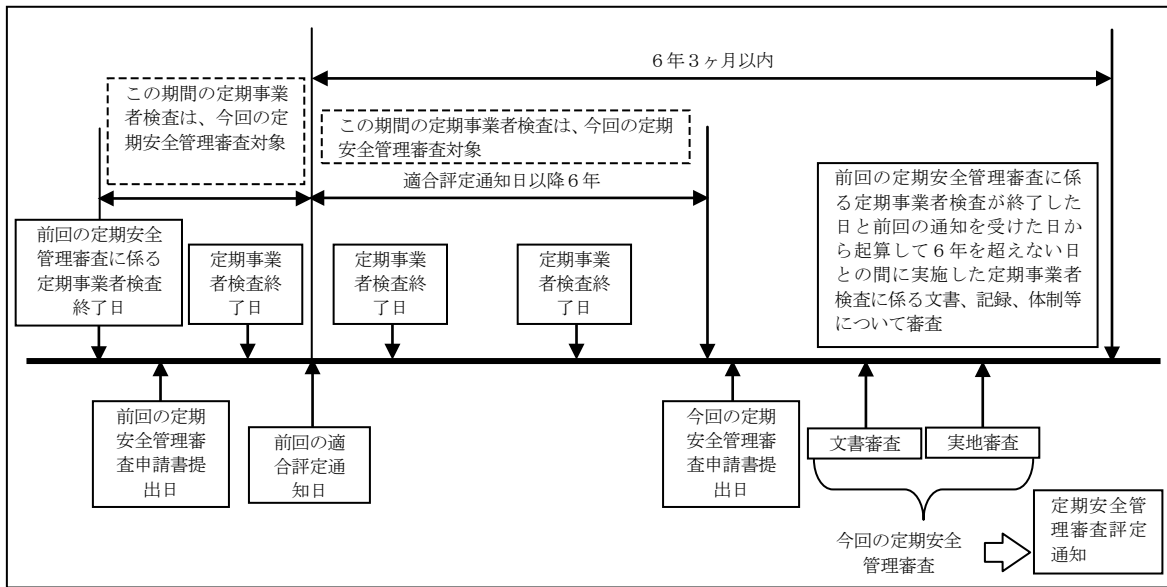 ６年３ヶ月以内
この期間の定期事業
者検査は、今回の定
期安全管理審査対象
この期間の定期事業者検査は、今回の定期
安全管理審査対象
適合評定通知日以降６年
前回の定期安全管理審査に係
る定期事業者検査が終了した
日と前回の通知を受けた日か
ら起算して６年を超えない日
との間に実施した定期事業者
検査に係る文書、記録、体制等
について審査
前回の定期安全
管理審査に係る
定期事業者検査
終了日
定期事業
者検査終
了日
定期事業
者検査終
了日
定期事業
者検査終
了日
前回の定期
安全管理審
査申請書提
出日
前回の適
合評定通
知日
今回の定期
安全管理審
査申請書提
出日
文書審査
実地審査
今回の定期安全
管理審査
定期安全管
理審査評定
通知